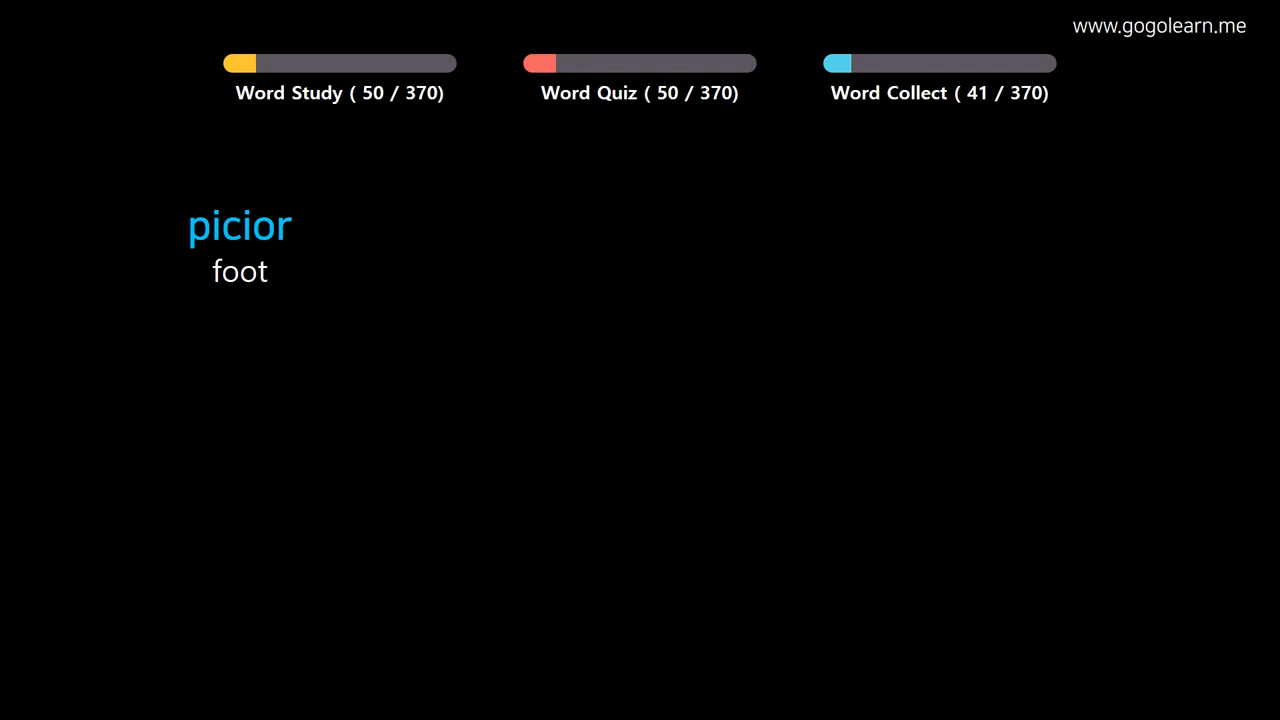 www.gogolearn.me
Word Study ( 50 / 370)
Word Quiz ( 50 / 370)
Word Collect ( 41 / 370)
picior
foot